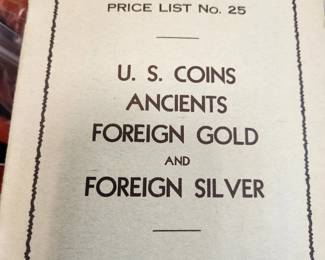 PRICE LIST No. 25
U. S. COINS
ANCIENTS
FOREIGN GOLD
AND
FOREIGN SILVER